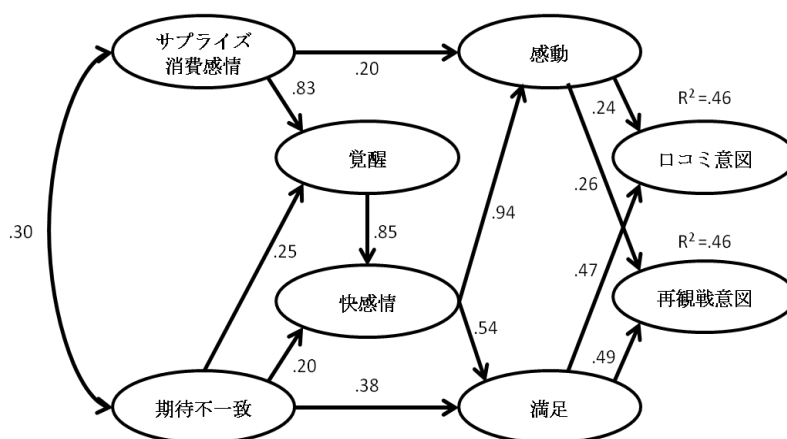 サプライズ
消費感情
感動
.20
.83
.24
R²=.46
覚醒
口コミ意図
.26
.94
.30
.85
.25
R²=.46
.47
快感情
再観戦意図
.54
.20
.49
.38
期待不一致
満足